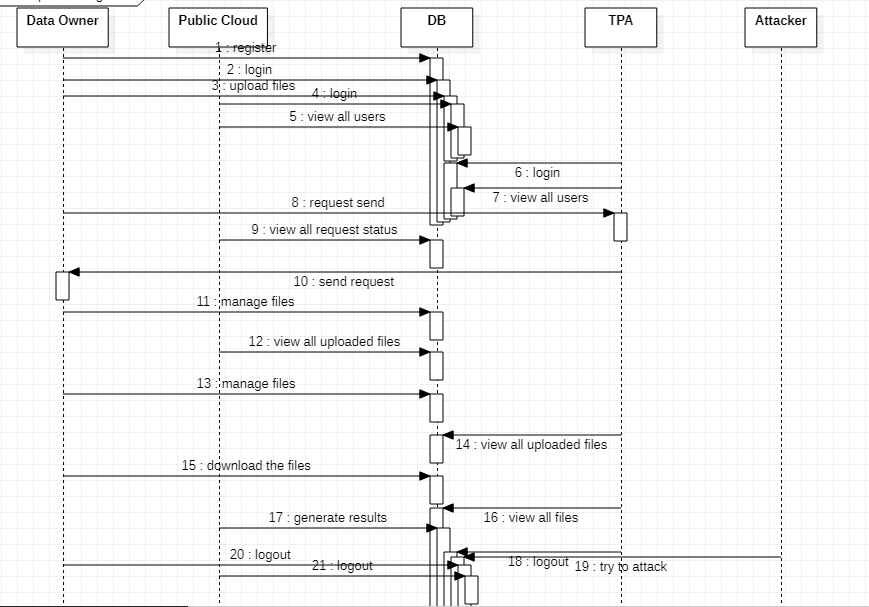 Data Owner
Public Cloud
DB
TPA
Attacker
1 : register
2 : login
3 : upload files
4 : login
5 : view all users
6 : login
7 : view all users
8 : request send
9 : view all request status
10 : send request
11 : manage files
12 : view all uploaded files
13 : manage files
14 : view all uploaded files
15 : download the files
16 : view all files
17 : generate results
18 : logout
19 : try to attack
20 : logout
21 : logout